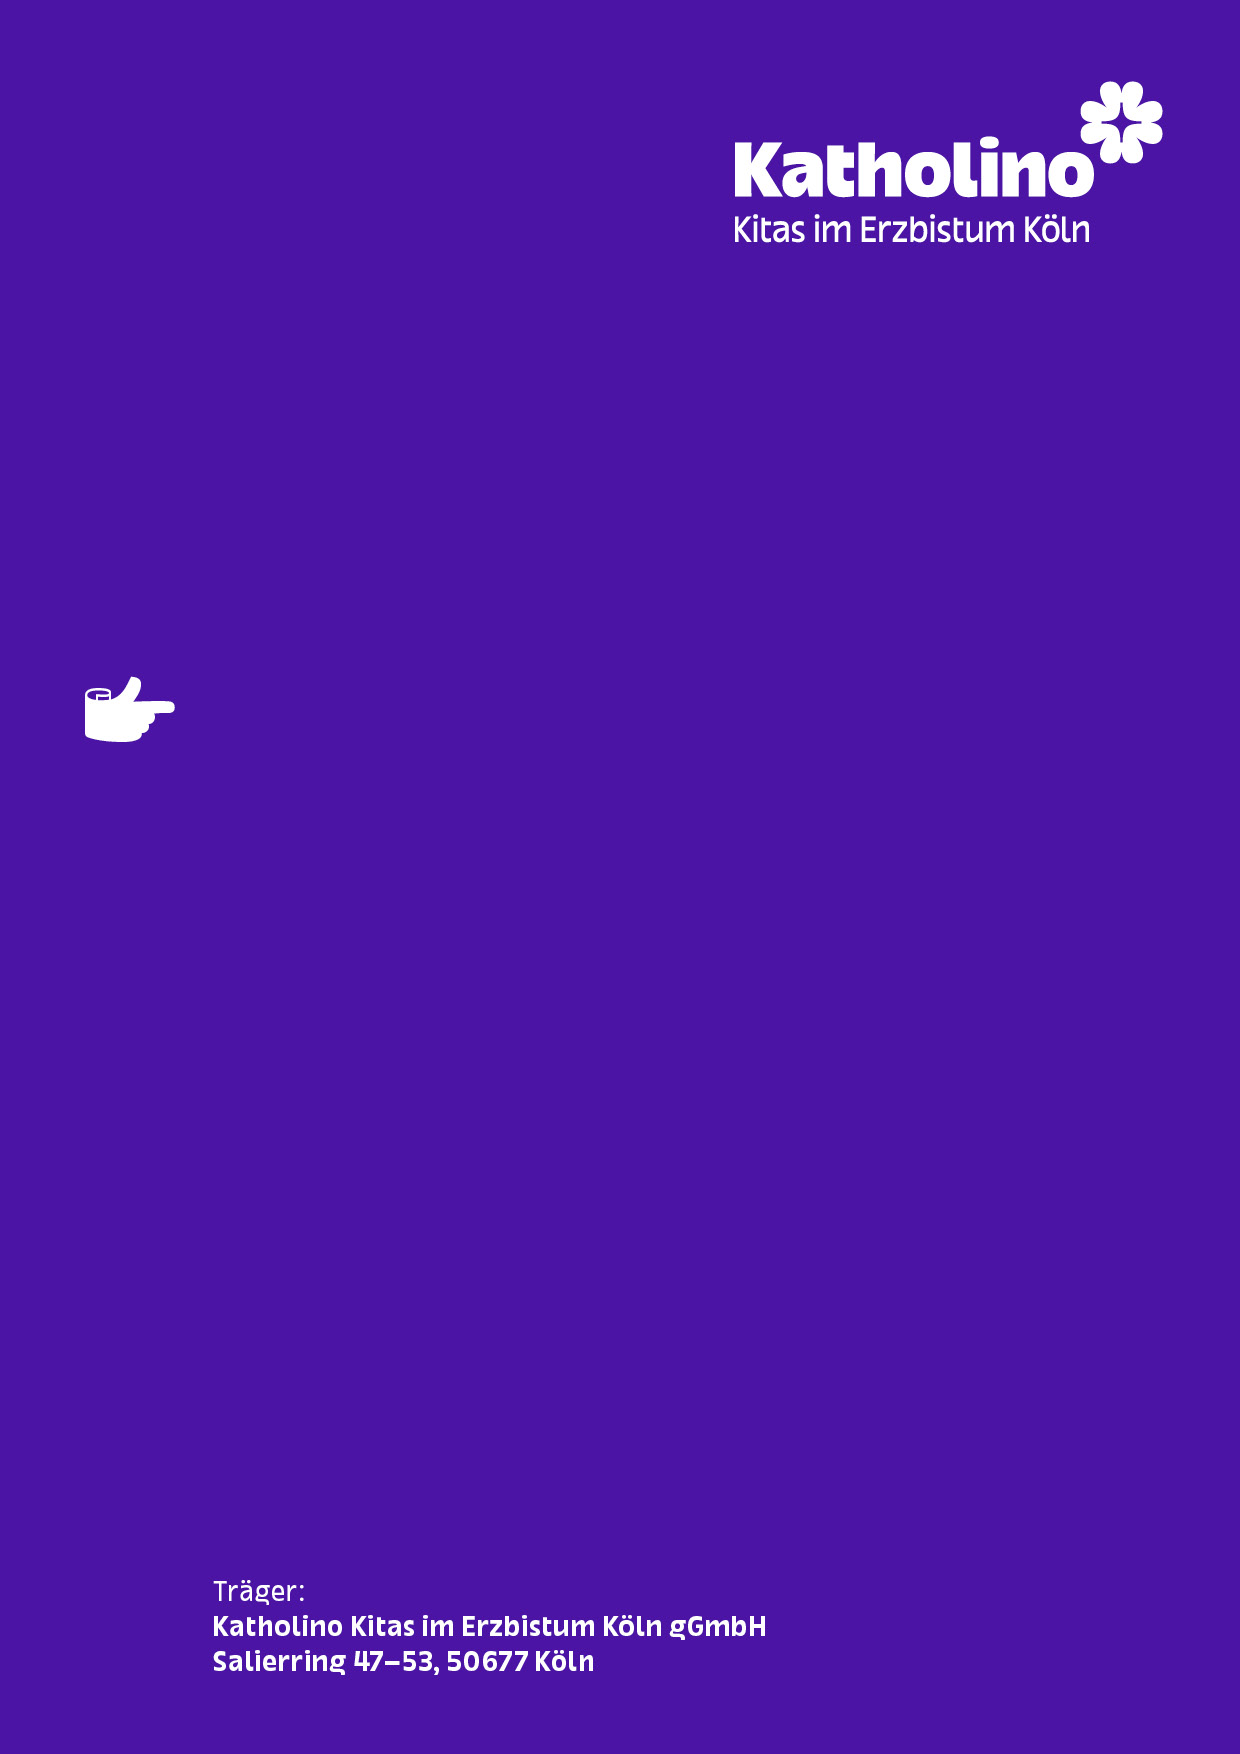 Katholino
Kitas im Erzbistum Köln
Träger:
Katholino Kitas im Erzbistum Köln gGmbH
Salierring 47–53, 50677 Köln